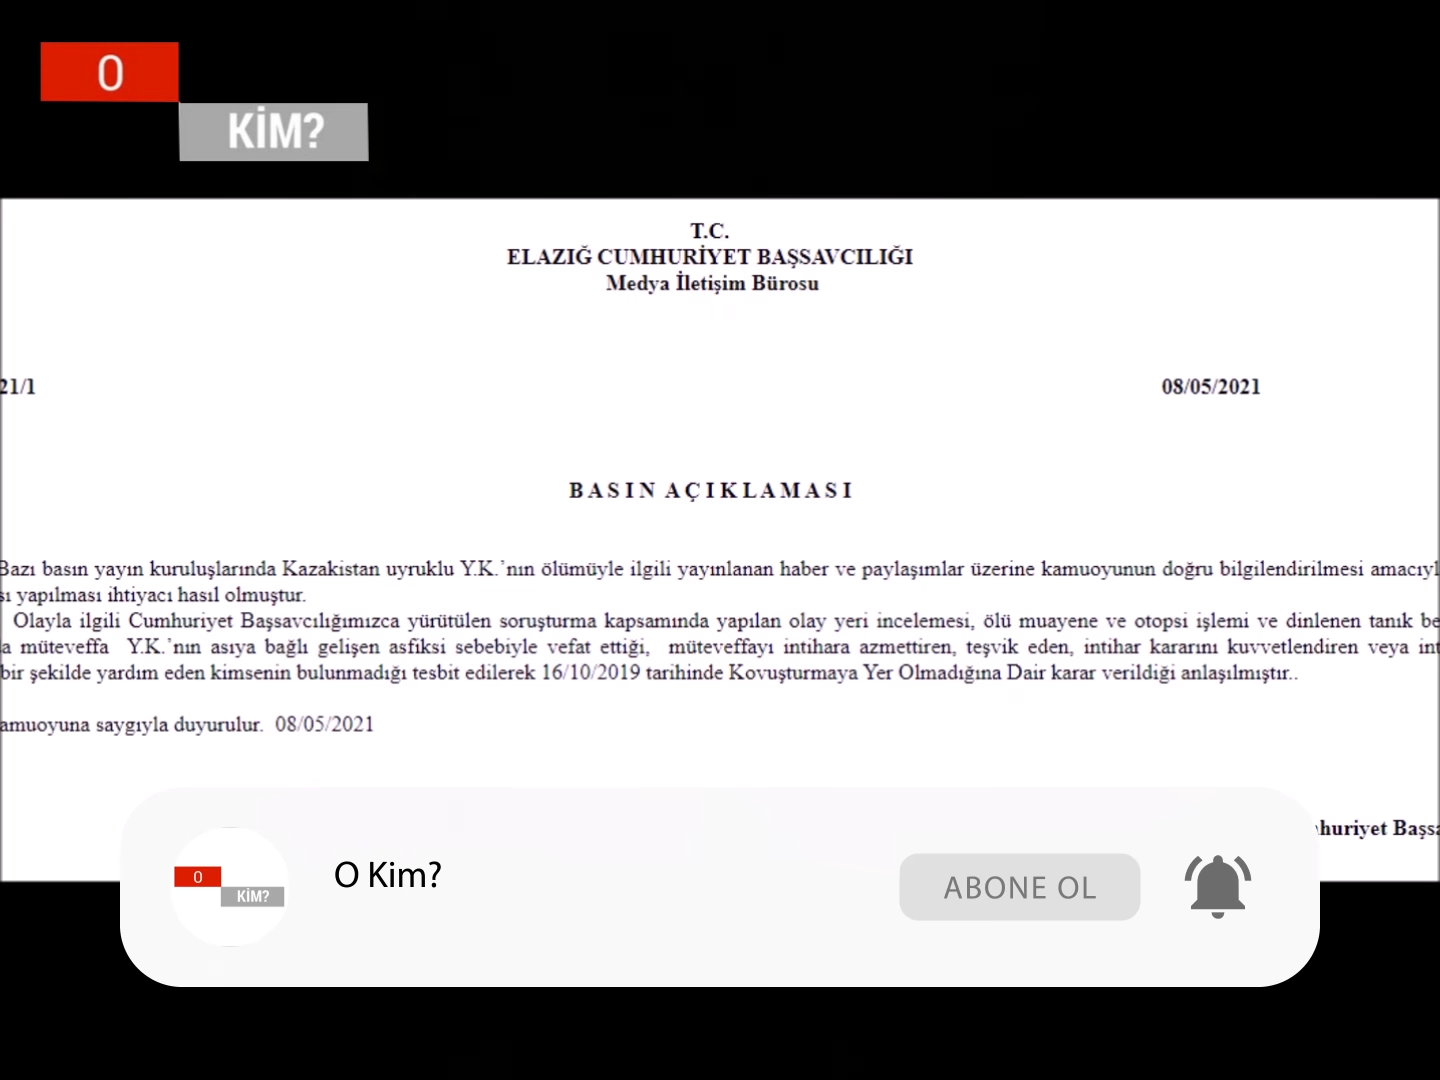 O
KİM?
T.C.
ELAZIĞ CUMHURİYET BAŞSAVCILIĞI
Medya İletişim Bürosu
21/1 08/05/2021
BASIN AÇIKLAMASI
Bazı basın yayın kuruluşlarında Kazakistan uyruklu Y.K.'nın ölümüyle ilgili yayınlanan haber ve paylaşımlar üzerine kamuoyunun doğru bilgilendirilmesi amacıyl
sı yapılması ihtiyacı hasıl olmuştur.
Olayla ilgili Cumhuriyet Başsavcılığımızca yürütülen soruşturma kapsamında yapılan olay yeri incelemesi, ölü muayene ve otopsi işlemi ve dinlenen tanık be
a müteveffa Y.K.'nın asıya bağlı gelişen asfiksi sebebiyle vefat ettiği, müteveffayı intihara azmettiren, teşvik eden, intihar kararını kuvvetlendiren veya int
bir şekilde yardım eden kimsenin bulunmadığı tesbit edilerek 16/10/2019 tarihinde Kovuşturmaya Yer Olmadığına Dair karar verildiği anlaşılmıştır..
amuoyuna saygıyla duyurulur. 08/05/2021
huriyet Başsa
O
KİM?
O Kim?
ABONE OL